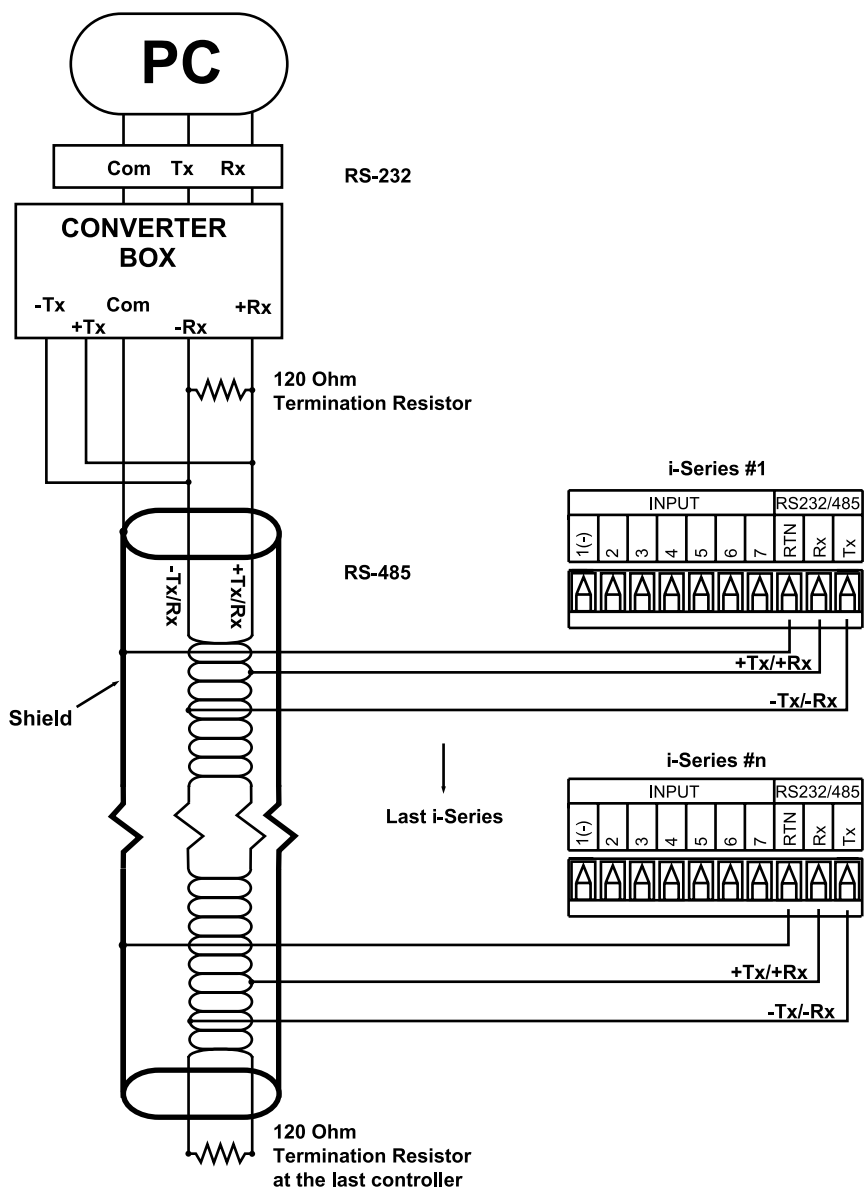 PC
Com Tx Rx
RS-232
CONVERTER
BOX
-Tx Com +Rx
+Tx -Rx
120 Ohm
Termination Resistor
i-Series #1
INPUT RS232/485
1(-) 2 3 4 5 6 7 RTN Rx Tx
RS-485
-Tx/Rx +Tx/Rx
+Tx/+Rx
-Tx/-Rx
Shield
Last i-Series
i-Series #n
INPUT RS232/485
1(-) 2 3 4 5 6 7 RTN Rx Tx
+Tx/+Rx
-Tx/-Rx
120 Ohm
Termination Resistor
at the last controller